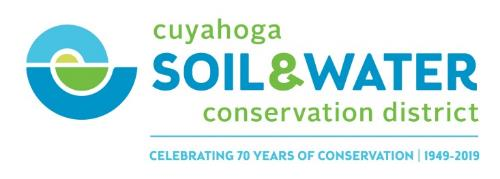 cuyahoga
SOIL&WATER
conservation district
CELEBRATING 70 YEARS OF CONSERVATION | 1949-2019